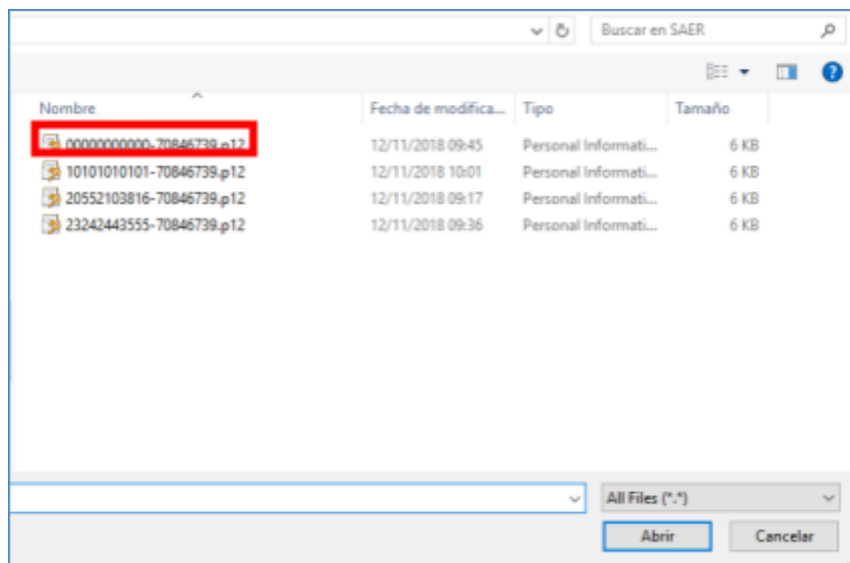 Buscar en SAER
Nombre Fecha de modifica... Tipo Tamaño
00000000000-70846739.p12 12/11/2018 09:45 Personal Informati... 6 KB
10101010101-70846739.p12 12/11/2018 10:01 Personal Informati... 6 KB
20552103816-70846739.p12 12/11/2018 09:17 Personal Informati... 6 KB
23242443555-70846739.p12 12/11/2018 09:36 Personal Informati... 6 KB
All Files (*.*)
Abrir Cancelar